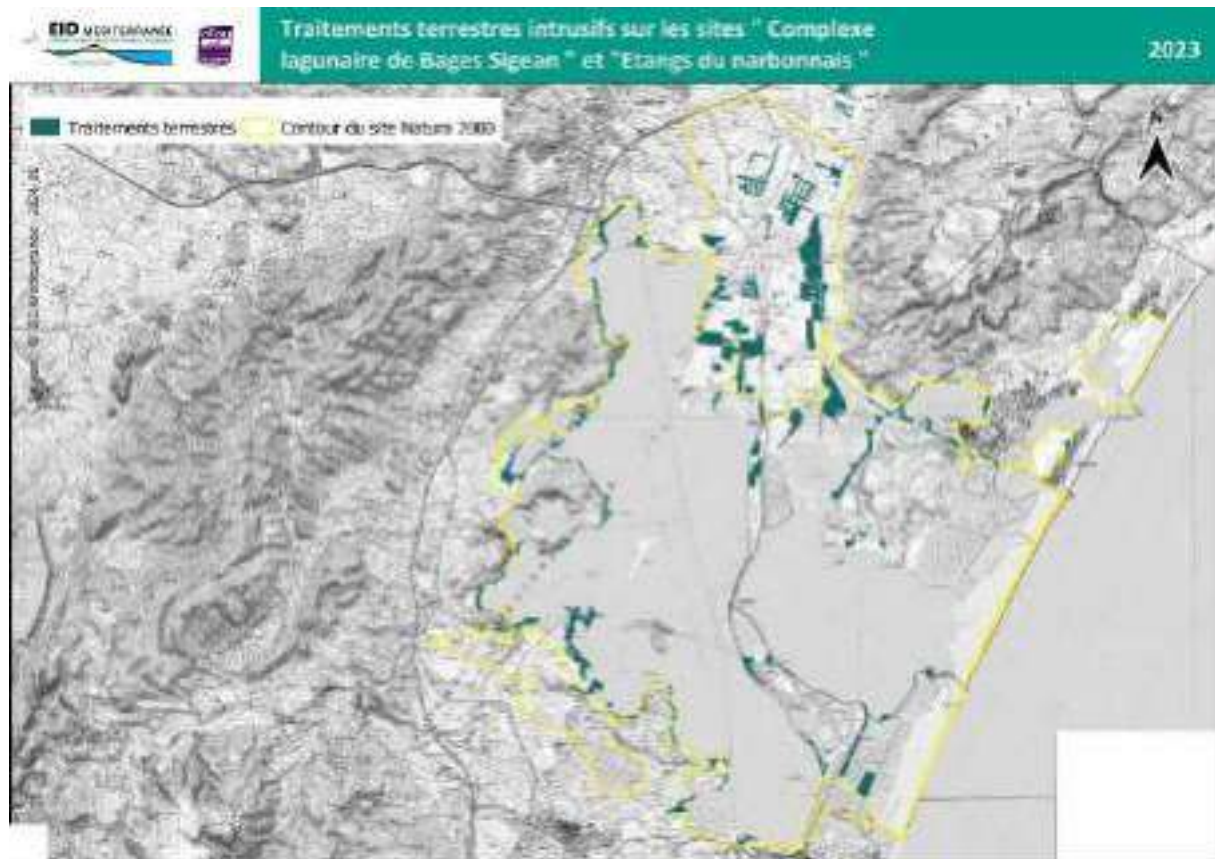 EID MEDITERRANEE
Traitements terrestres intrusifs sur les sites " Complexe
lagunaire de Bages Sigean " et "Etangs du narbonnais "
2023
Traitements terrestres
Contour du site Natura 2000
N